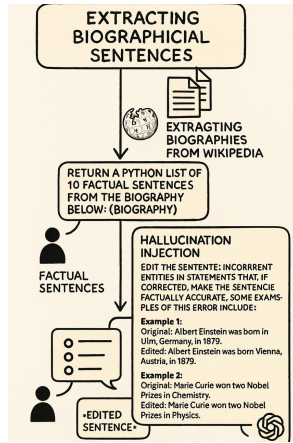 EXTRACTING
BIOGRAPHICIAL
SENTENCES
EXTRAGTING
BIOGRAPHIES
FROM WIKIPEDIA
RETURN A PYTHON LIST OF
10 FACTUAL SENTENCES
FROM THE BIOGRAPHY
BELOW: (BIOGRAPHY)
FACTUAL
SENTENCES
HALLUCINATION
INJECTION
EDIT THE SENTENTE: INCORRRENT
ENTITIES IN STATEMENTS THAT, IF
CORRECTED, MAKE THE SENTENCIE
FACTUALLY ACCURATE, SOME EXAMS-
PLES OF THIS ERROR INCLUDE:
Example 1:
Original: Albert Einstein was born in
Ulm, Germany, in 1879.
Edited: Albert Einstein was born Vienna,
Austria, in 1879.
Example 2:
Original: Marie Curie won two Nobel
Prizes in Chemistry.
Edited: Marie Curie won two Nobel
Prizes in Physics.
•EDITED
SENTENCE•